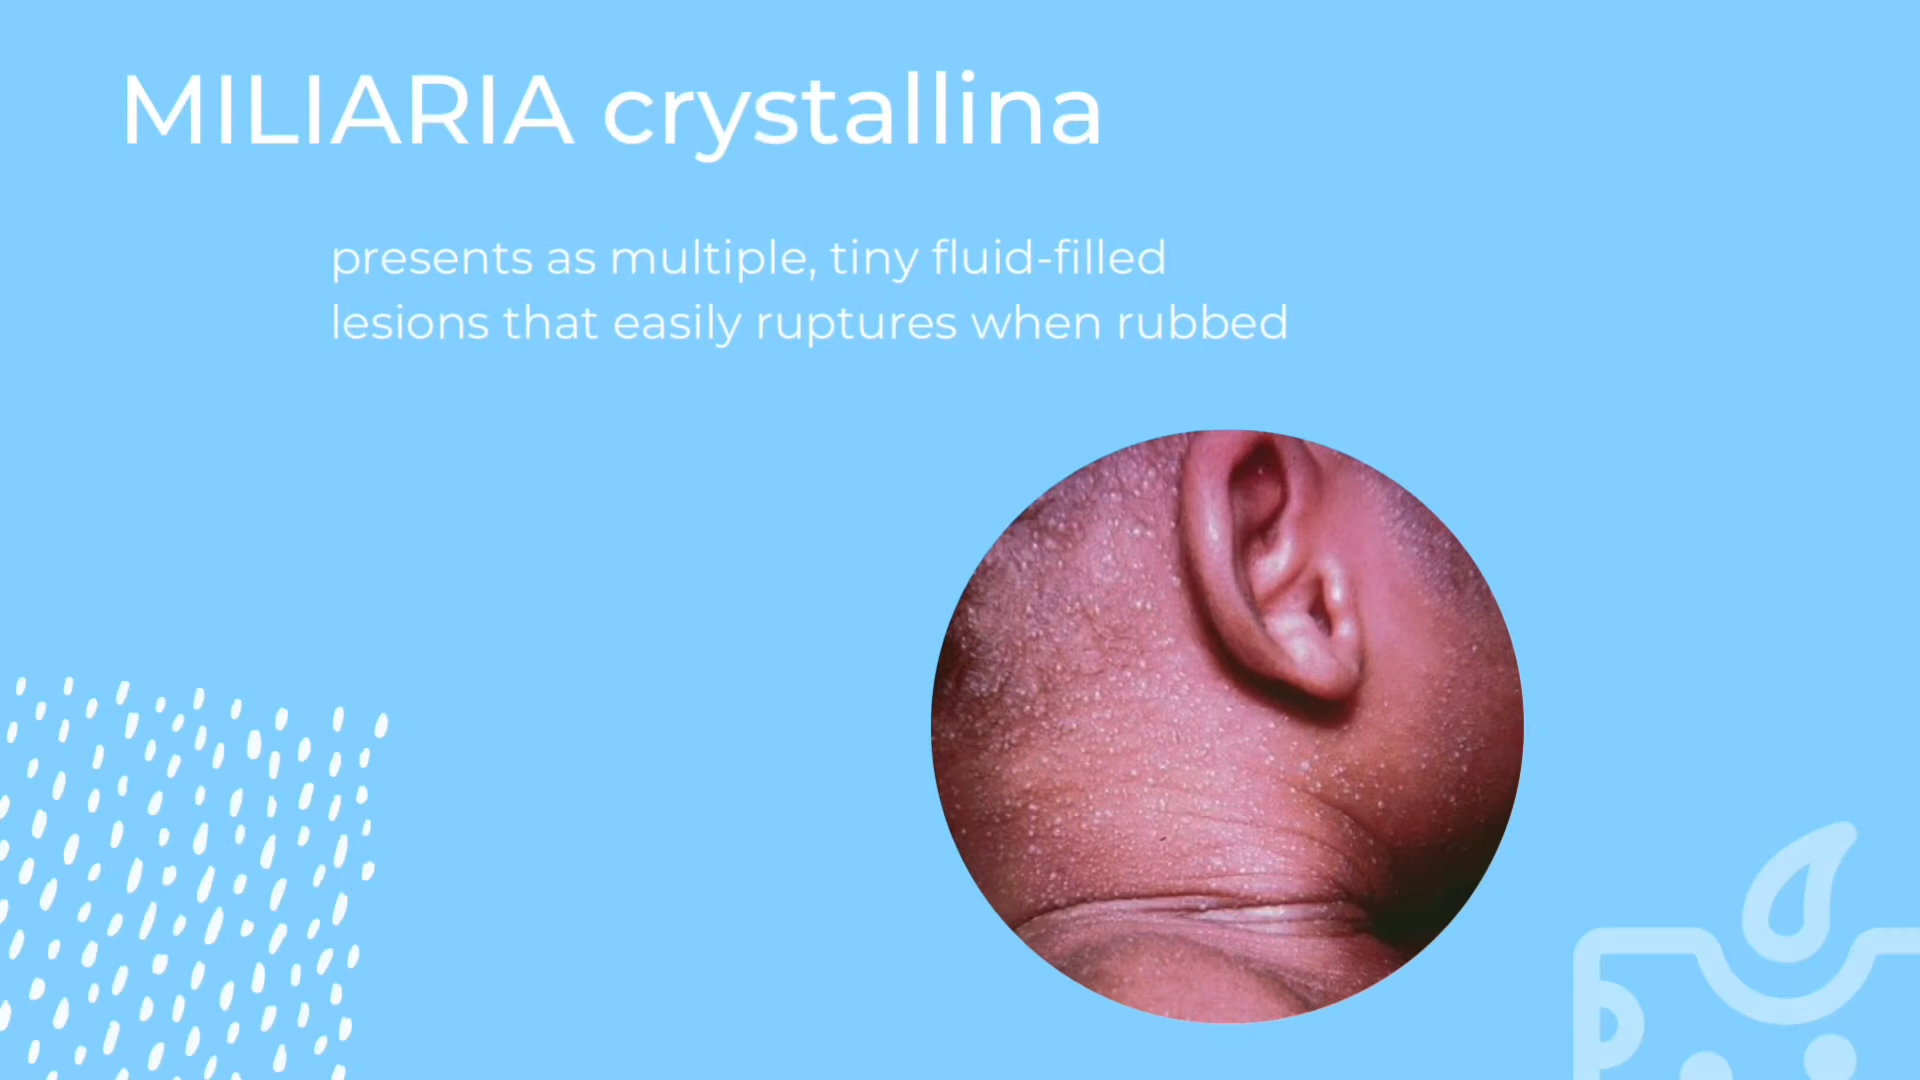 MILIARIA crystallina
presents as multiple, tiny fluid-filled
lesions that easily ruptures when rubbed